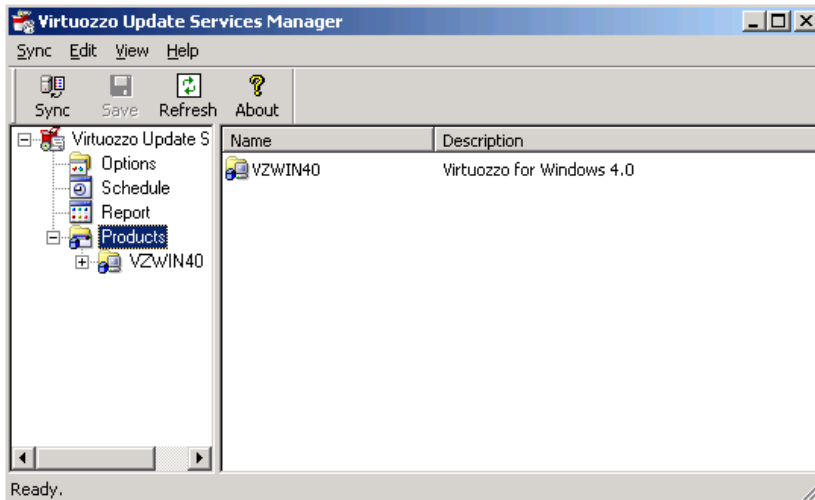 Virtuozzo Update Services Manager
Sync Edit View Help
Sync Save Refresh About
Virtuozzo Update S
Options
Schedule
Report
Products
VZWIN40
Name Description
VZWIN40 Virtuozzo for Windows 4.0
Ready.